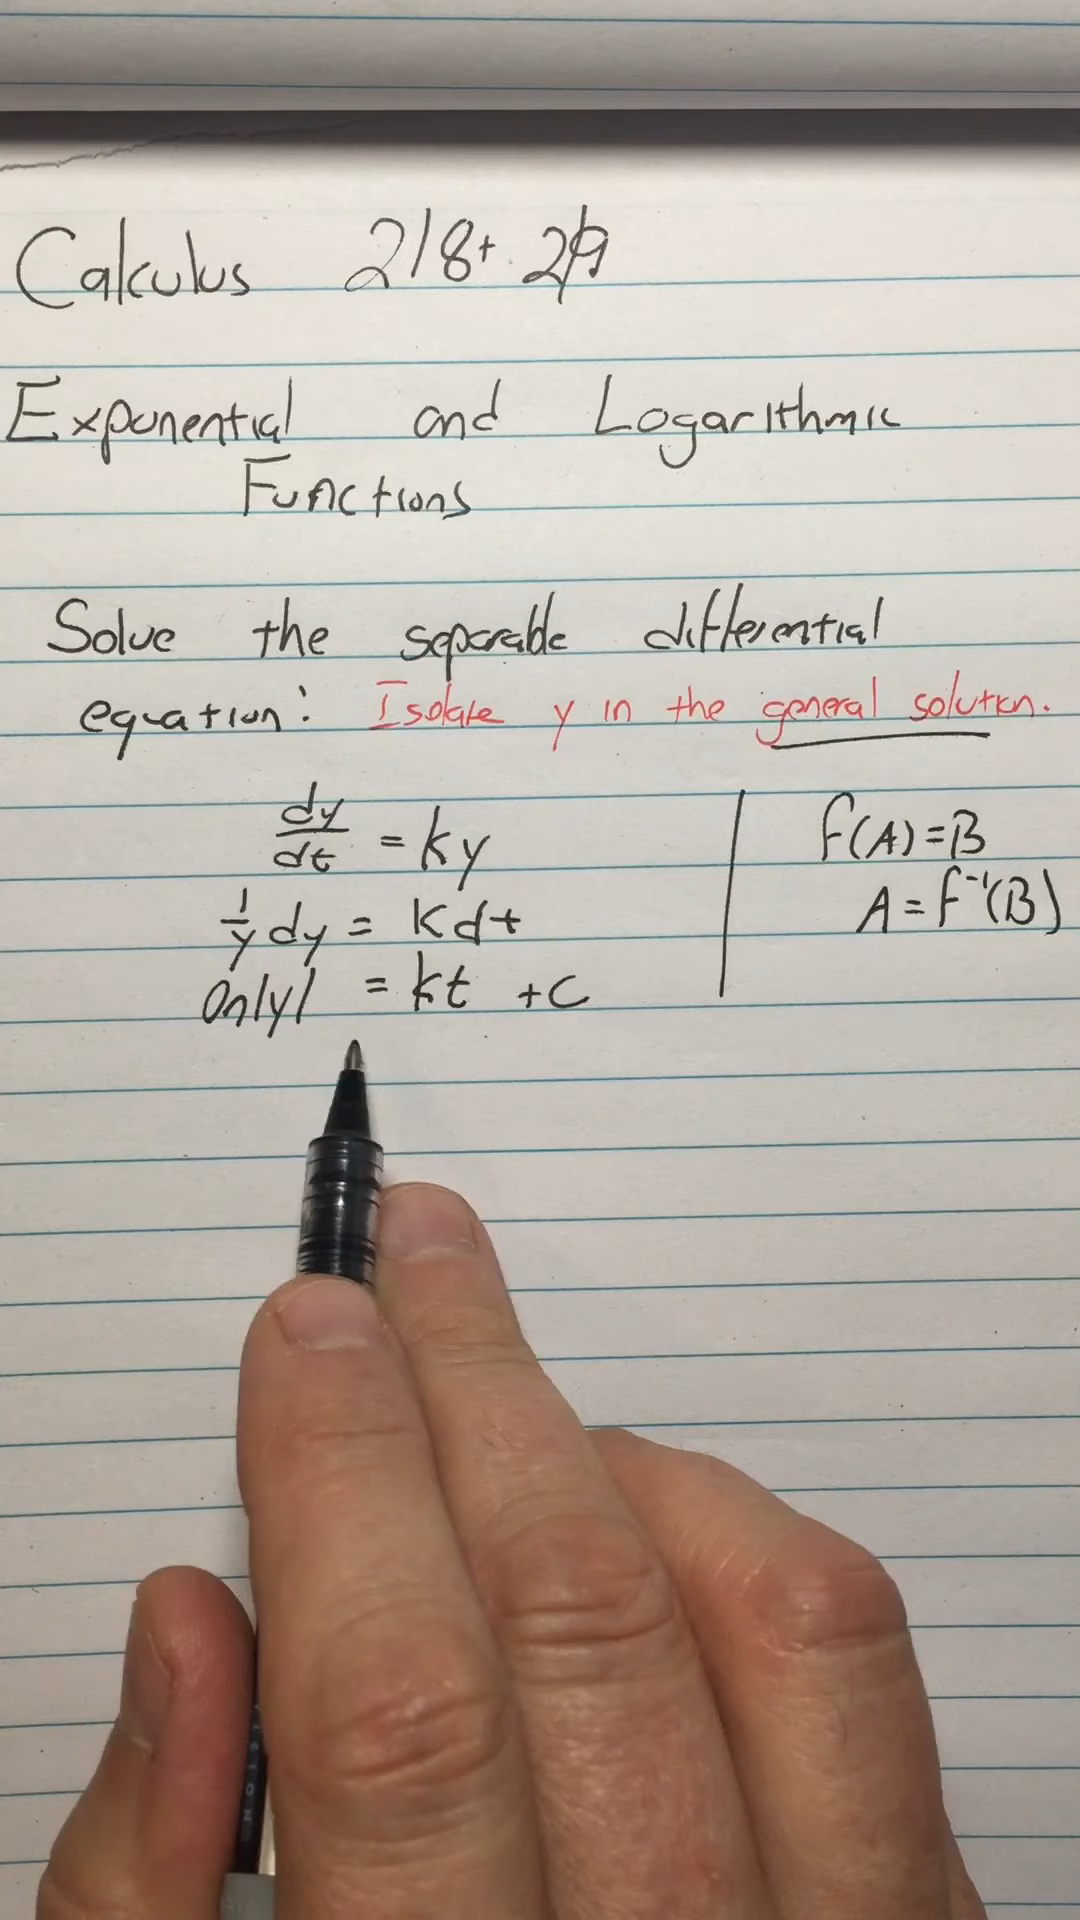 Calculus 218+ 219
Exponential and Logarithmic
Functions
Solve the separable differential
equation: Isolate y in the general solution.
dy/dt = ky
1/y dy = k dt
ln|y| = kt + C
f(A) = B
A = f⁻¹(B)